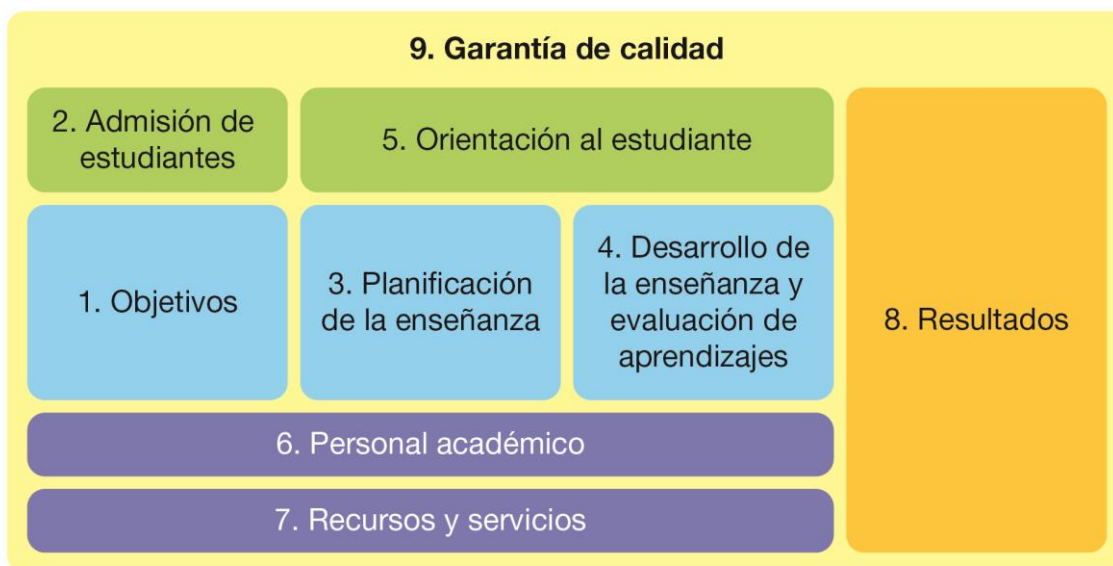 9. Garantía de calidad
2. Admisión de
estudiantes
5. Orientación al estudiante
1. Objetivos
3. Planificación
de la enseñanza
4. Desarrollo de
la enseñanza y
evaluación de
aprendizajes
8. Resultados
6. Personal académico
7. Recursos y servicios